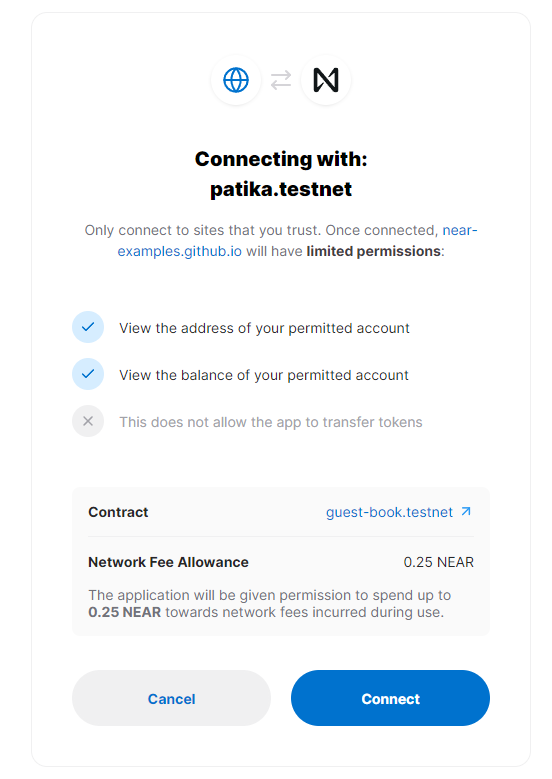 Connecting with:
patika.testnet
Only connect to sites that you trust. Once connected, near-
examples.github.io will have limited permissions:
View the address of your permitted account
View the balance of your permitted account
This does not allow the app to transfer tokens
Contract guest-book.testnet
Network Fee Allowance 0.25 NEAR
The application will be given permission to spend up to
0.25 NEAR towards network fees incurred during use.
Cancel Connect